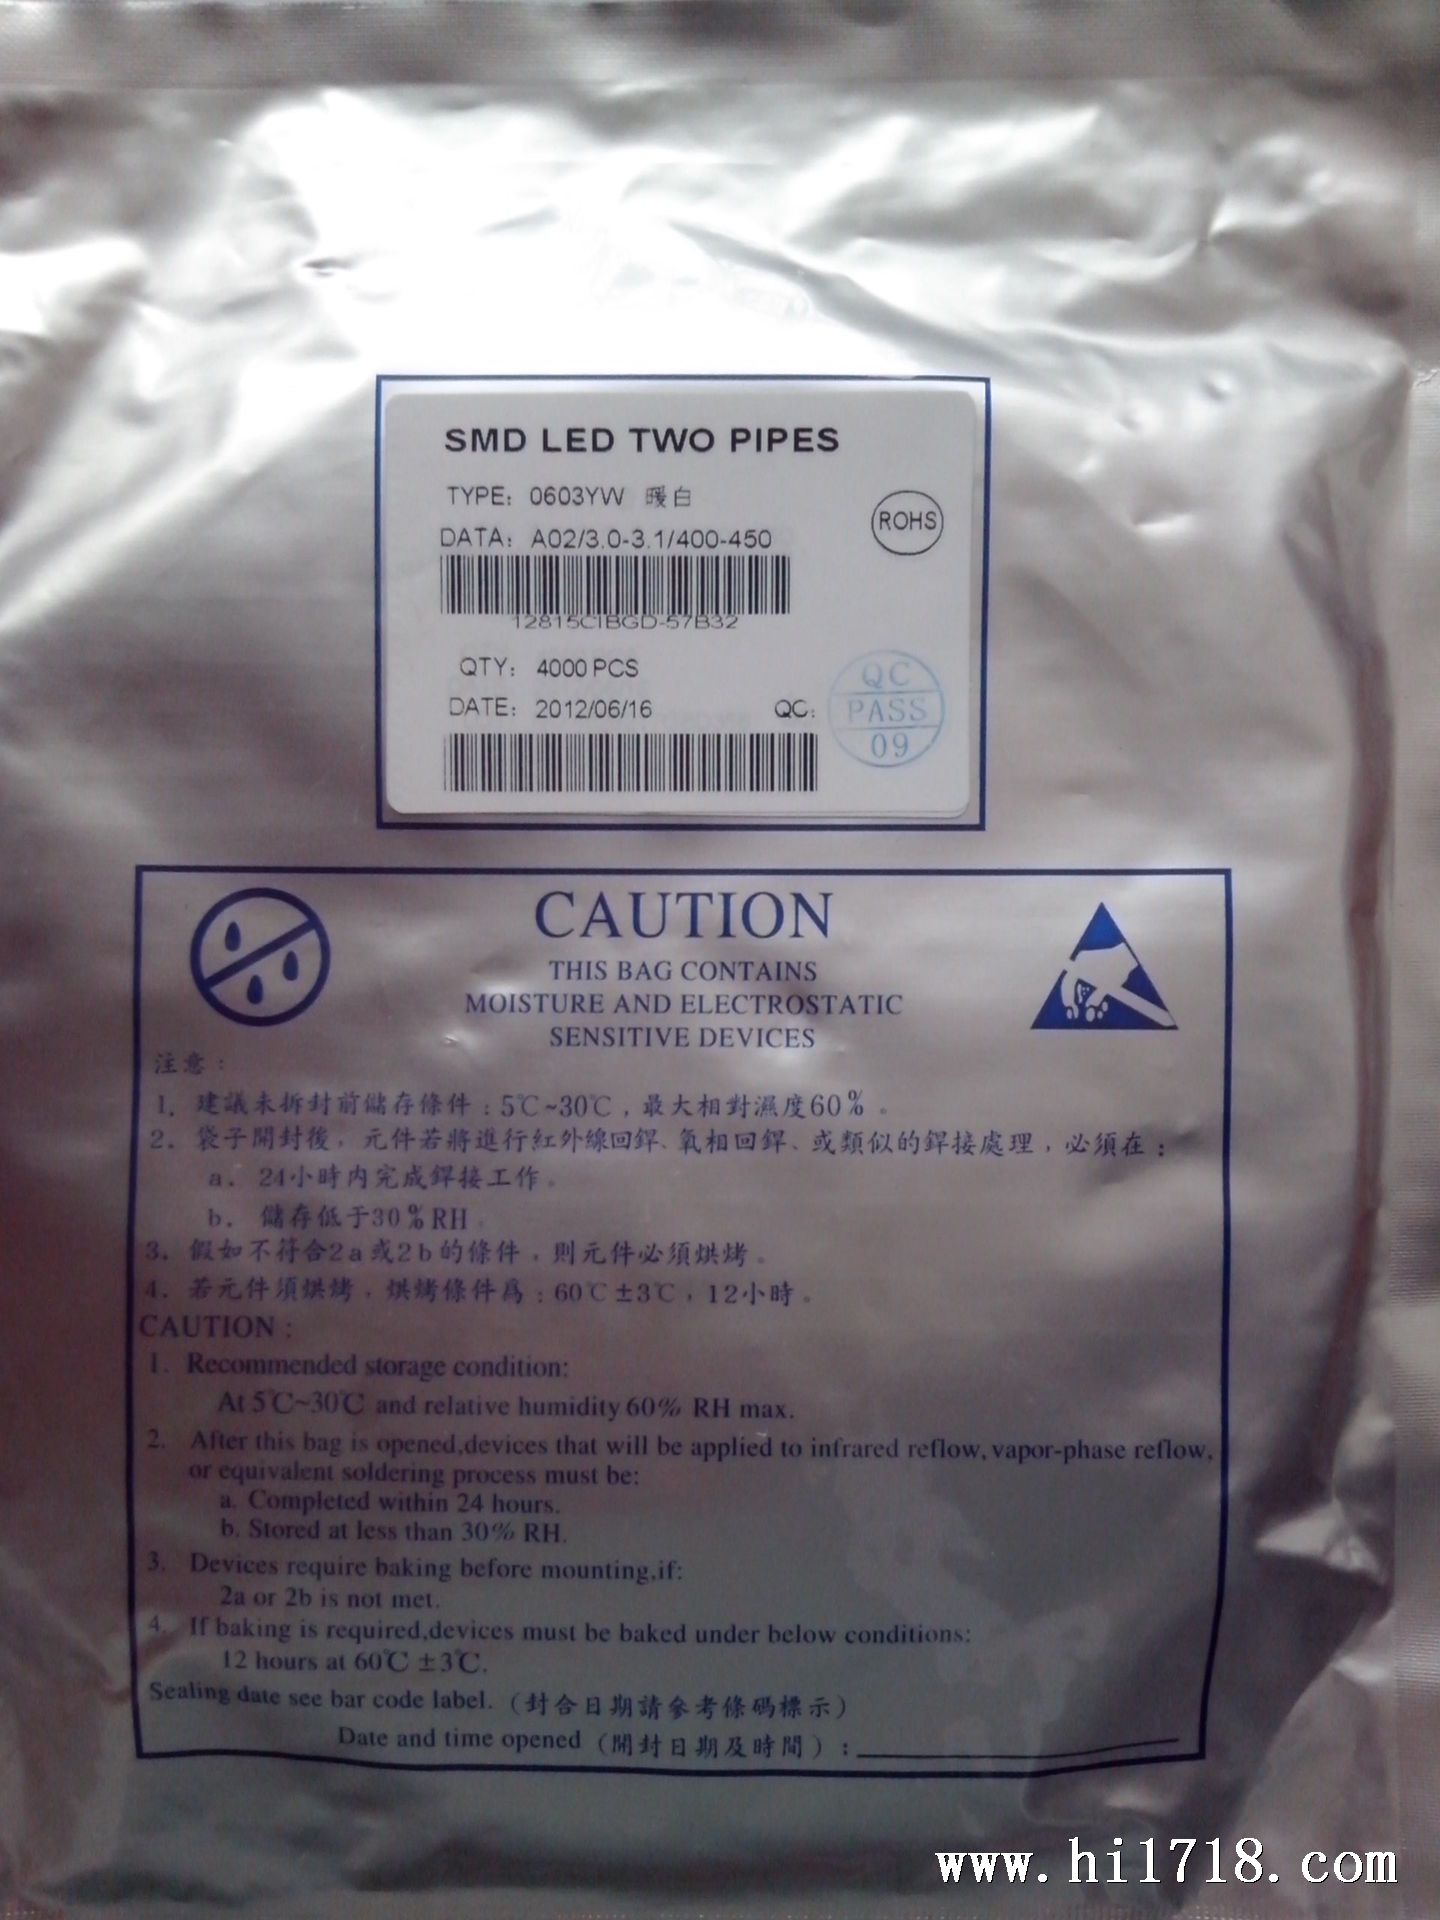 SMD LED TWO PIPES
TYPE: 0603YW 暖白
ROHS
DATA: A02/3.0-3.1/400-450
12815CIBGD-57B32
QTY: 4000 PCS
DATE: 2012/06/16 QC:
QC
PASS
09
CAUTION
THIS BAG CONTAINS
MOISTURE AND ELECTROSTATIC
SENSITIVE DEVICES
注意:
1. 建議未拆封前儲存條件:5℃~30℃,最大相對濕度60%。
2. 袋子開封後,元件若將進行紅外線回銲、氧相回銲、或類似的銲接處理,必須在:
a. 24小時內完成銲接工作。
b. 儲存低于30%RH。
3. 假如不符合2a或2b的條件,則元件必須烘烤。
4. 若元件須烘烤,烘烤條件爲:60℃±3℃,12小時。
CAUTION:
1. Recommended storage condition:
At 5℃~30℃ and relative humidity 60% RH max.
2. After this bag is opened,devices that will be applied to infrared reflow,vapor-phase reflow,
or equivalent soldering process must be:
a. Completed within 24 hours.
b. Stored at less than 30% RH.
3. Devices require baking before mounting,if:
2a or 2b is not met.
4. If baking is required,devices must be baked under below conditions:
12 hours at 60℃ ±3℃.
Sealing date see bar code label. (封合日期請參考條碼標示)
Date and time opened (開封日期及時間):
www.hi1718.com